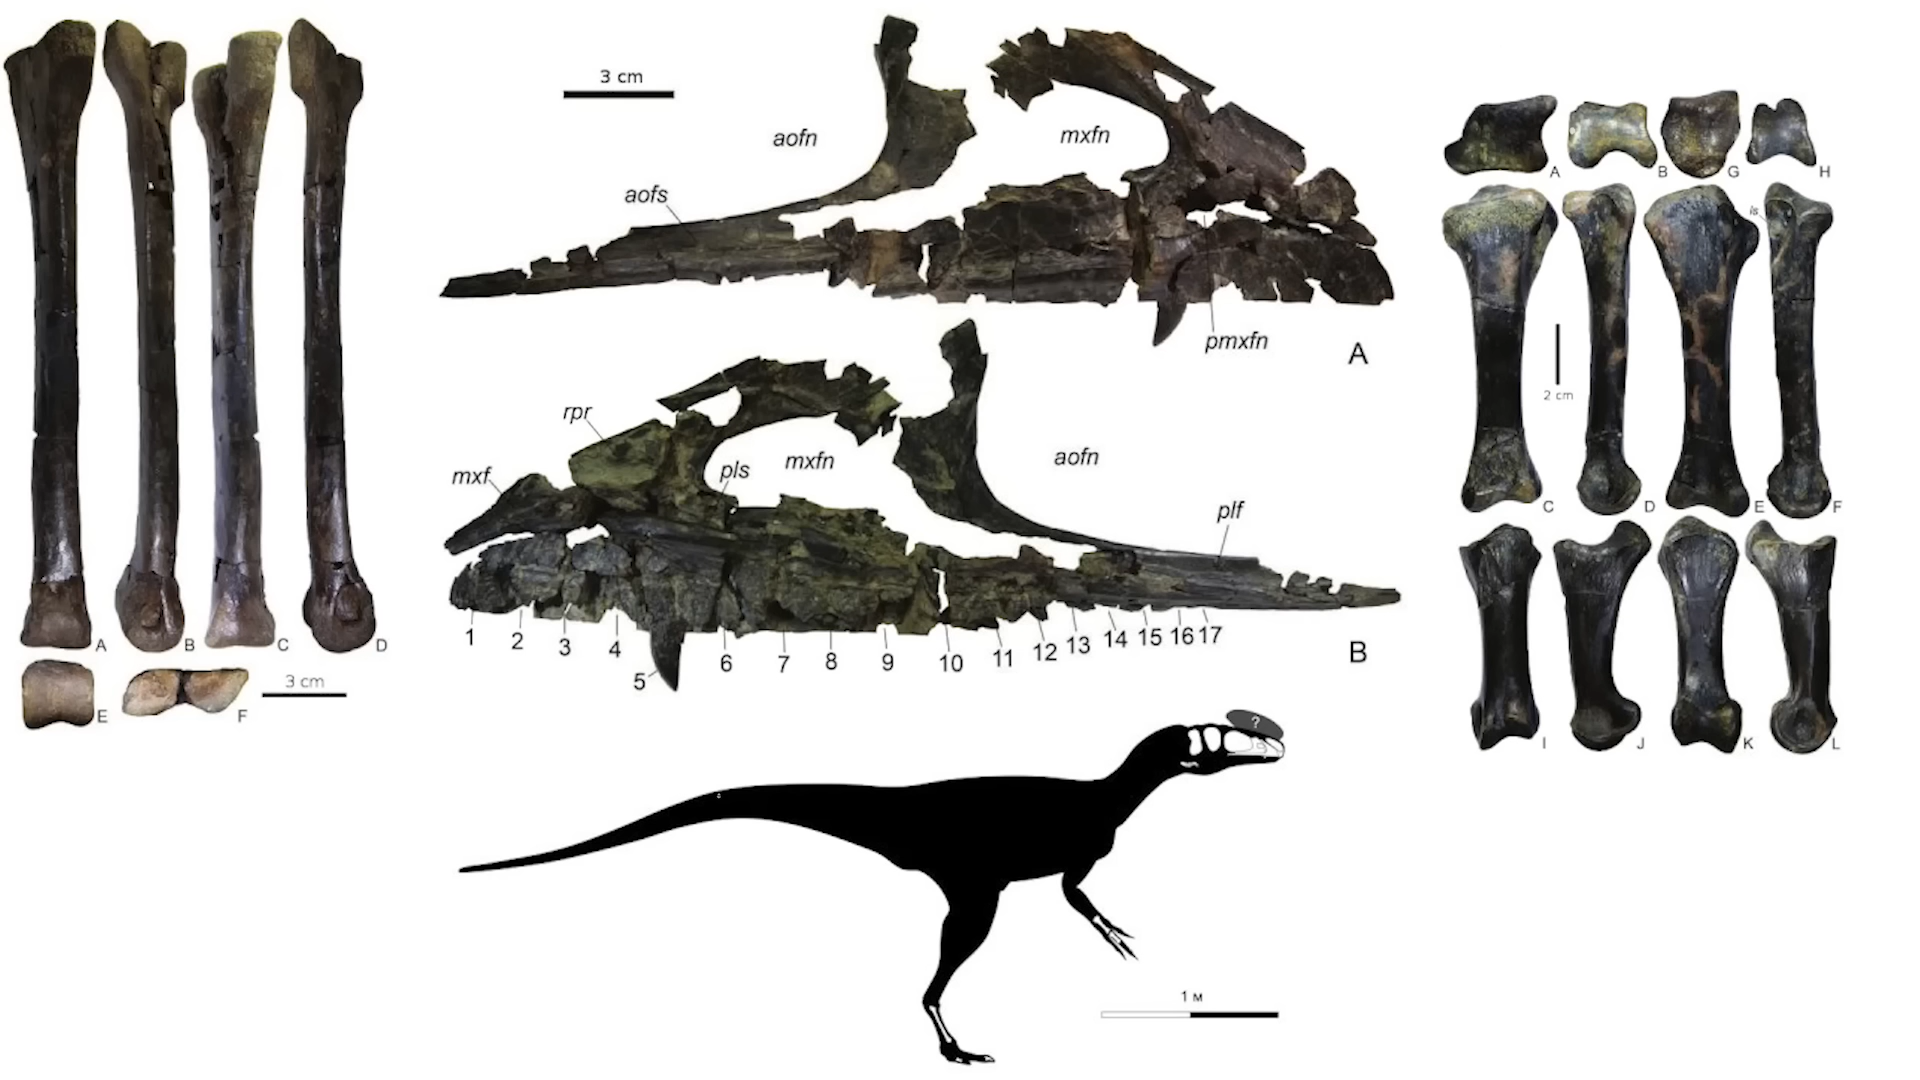 A
B
C
D
E
F
3 cm
3 cm
aofn
mxfn
aofs
pmxfn
A
rpr
mxf
pls
mxfn
aofn
plf
1
2
3
4
5
6
7
8
9
10
11
12
13
14
15
16
17
B
?
1 м
A
B
G
H
ls
2 cm
C
D
E
F
I
J
K
L